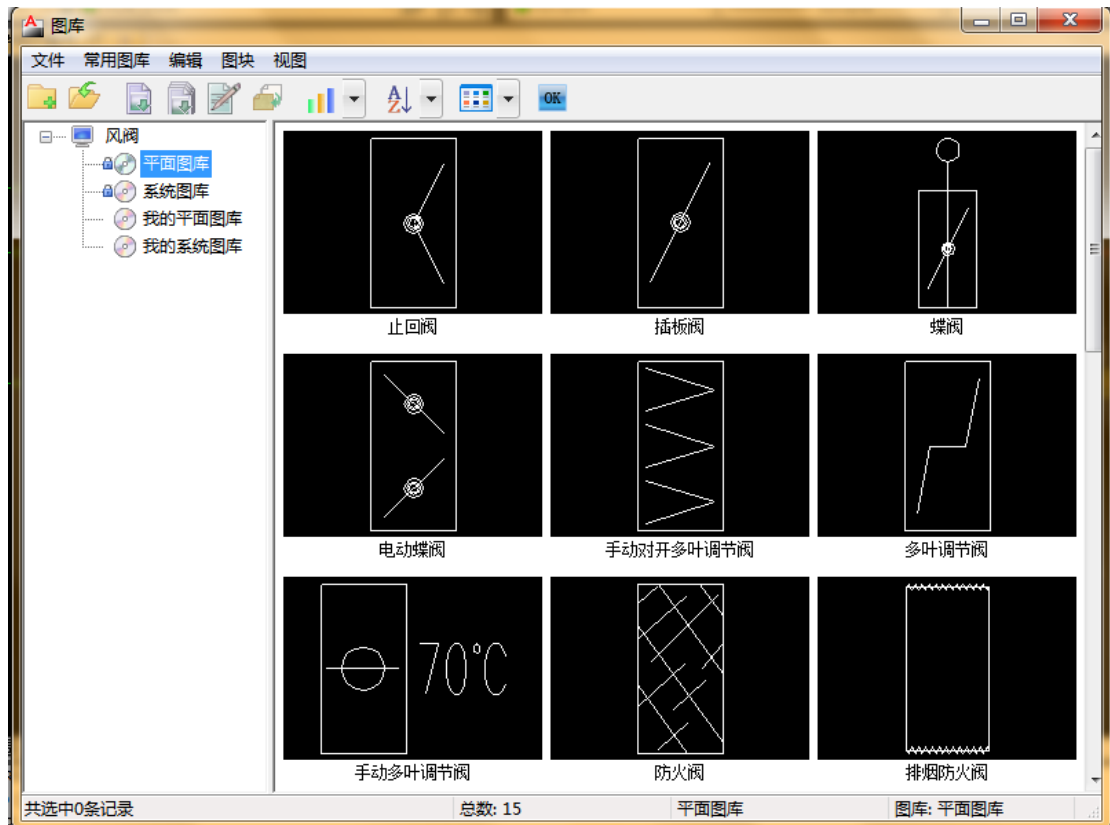 图库
文件 常用图库 编辑 图块 视图
OK
风阀
平面图库
系统图库
我的平面图库
我的系统图库
止回阀 插板阀 蝶阀
电动蝶阀 手动对开多叶调节阀 多叶调节阀
70℃
手动多叶调节阀 防火阀 排烟防火阀
共选中0条记录 总数: 15 平面图库 图库: 平面图库